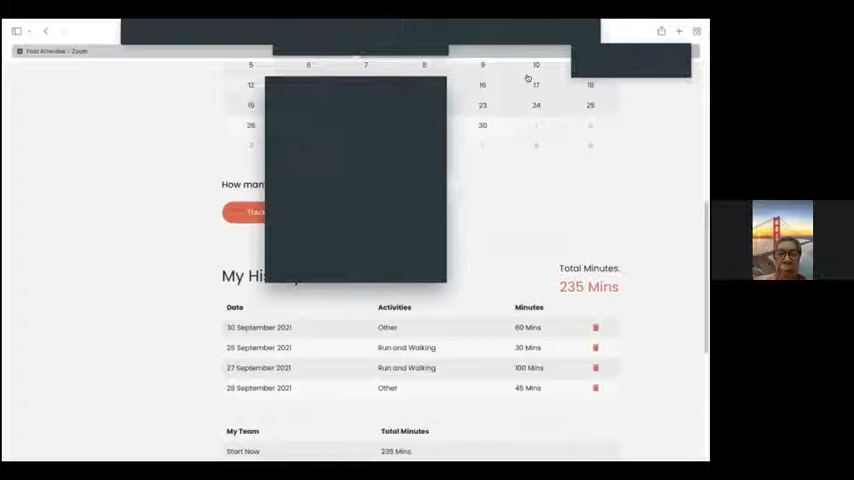 Post Attendee - Zoom
5 6 7 8 9 10
12 16 17 18
19 23 24 25
26 30
How man
Track
My His
Total Minutes:
235 Mins
Date Activities Minutes
30 September 2021 Other 60 Mins
28 September 2021 Run and Walking 30 Mins
27 September 2021 Run and Walking 100 Mins
28 September 2021 Other 45 Mins
My Team Total Minutes
Start Now 235 Mins